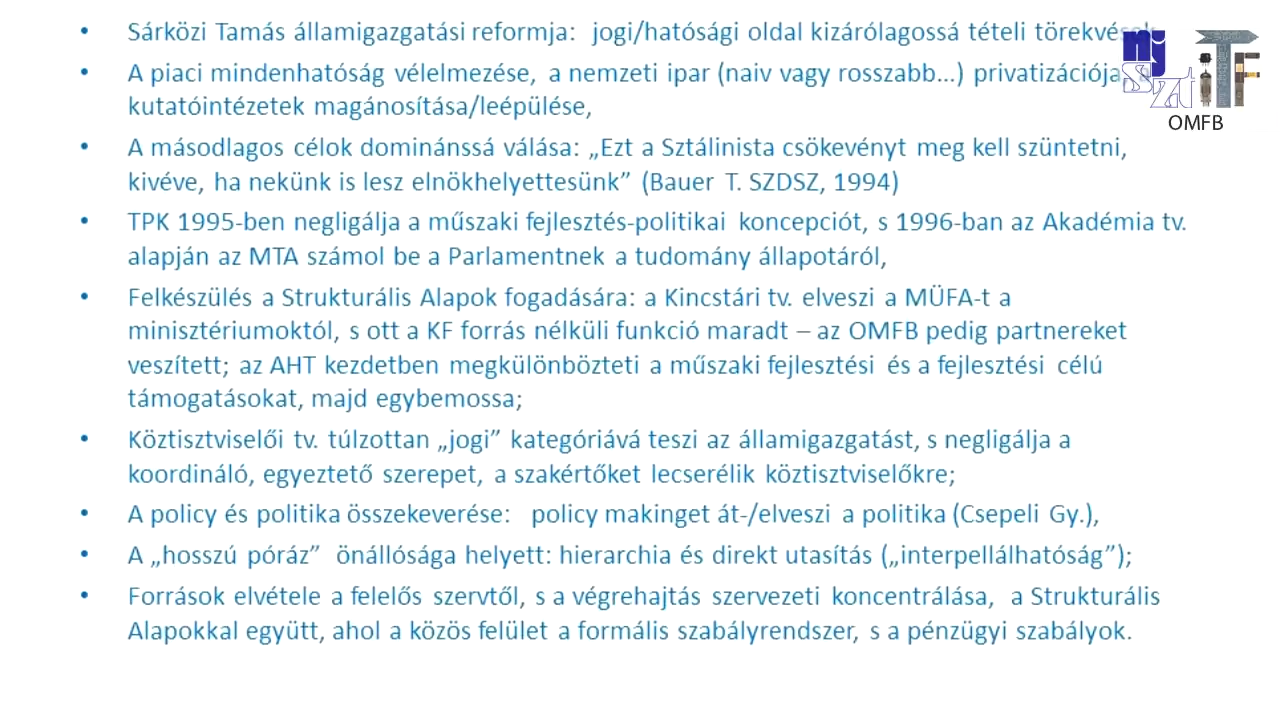 • Sárközi Tamás államigazgatási reformja: jogi/hatósági oldal kizárólagossá tételi törekvések
• A piaci mindenhatóság vélelmezése, a nemzeti ipar (naiv vagy rosszabb...) privatizációja,
kutatóintézetek magánosítása/leépülése,
• A másodlagos célok dominánssá válása: „Ezt a Sztálinista csökevényt meg kell szüntetni,
kivéve, ha nekünk is lesz elnökhelyettesünk” (Bauer T. SZDSZ, 1994)
• TPK 1995-ben negligálja a műszaki fejlesztés-politikai koncepciót, s 1996-ban az Akadémia tv.
alapján az MTA számol be a Parlamentnek a tudomány állapotáról,
• Felkészülés a Strukturális Alapok fogadására: a Kincstári tv. elveszi a MÜFA-t a
minisztériumoktól, s ott a KF forrás nélküli funkció maradt – az OMFB pedig partnereket
veszített; az AHT kezdetben megkülönbözteti a műszaki fejlesztési és a fejlesztési célú
támogatásokat, majd egybemossa;
• Köztisztviselői tv. túlzottan „jogi” kategóriává teszi az államigazgatást, s negligálja a
koordináló, egyeztető szerepet, a szakértőket lecserélik köztisztviselőkre;
• A policy és politika összekeverése: policy makinget át-/elveszi a politika (Csepeli Gy.),
• A „hosszú póráz” önállósága helyett: hierarchia és direkt utasítás („interpellálhatóság”);
• Források elvétele a felelős szervtől, s a végrehajtás szervezeti koncentrálása, a Strukturális
Alapokkal együtt, ahol a közös felület a formális szabályrendszer, s a pénzügyi szabályok.
nj
Szt
iTF
OMFB